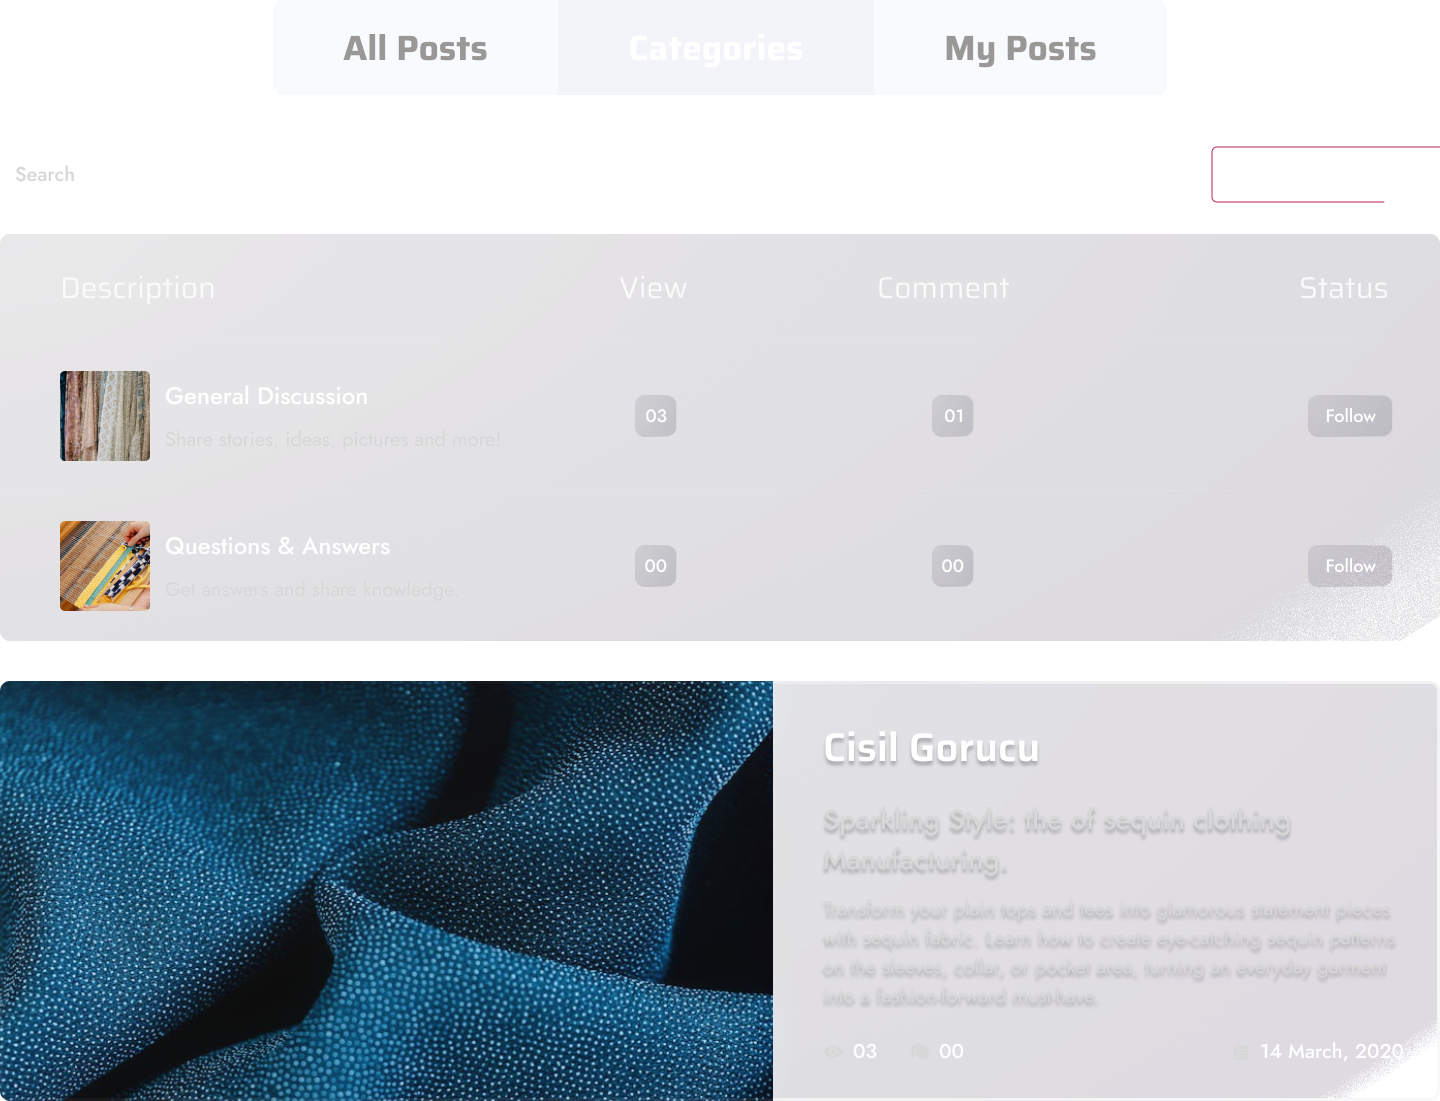 All Posts Categories My Posts
Search
Description View Comment Status
General Discussion 03 01 Follow
Share stories, ideas, pictures and more!
Questions & Answers 00 00 Follow
Get answers and share knowledge.
Cisil Gorucu
Sparkling Style: the of sequin clothing
Manufacturing.
Transform your plain tops and tees into glamorous statement pieces
with sequin fabric. Learn how to create eye-catching sequin patterns
on the sleeves, collar, or pocket area, turning an everyday garment
into a fashion-forward must-have.
03 00 14 March, 2020